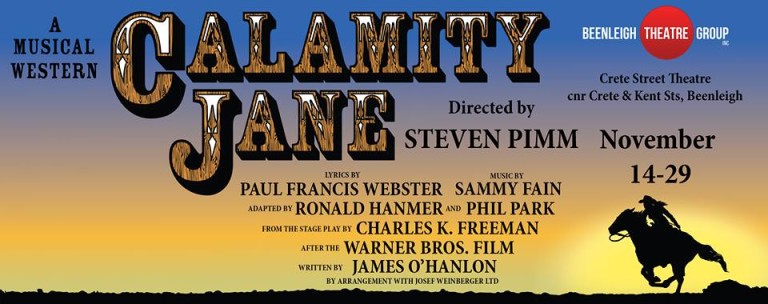 A
MUSICAL
WESTERN
CALAMITY
JANE
BEENLEIGH THEATRE GROUP
INC
Crete Street Theatre
cnr Crete & Kent Sts, Beenleigh
Directed by
STEVEN PIMM
November
14-29
LYRICS BY
PAUL FRANCIS WEBSTER
MUSIC BY
SAMMY FAIN
ADAPTED BY RONALD HANMER AND PHIL PARK
FROM THE STAGE PLAY BY CHARLES K. FREEMAN
AFTER THE WARNER BROS. FILM
WRITTEN BY JAMES O'HANLON
BY ARRANGEMENT WITH JOSEF WEINBERGER LTD